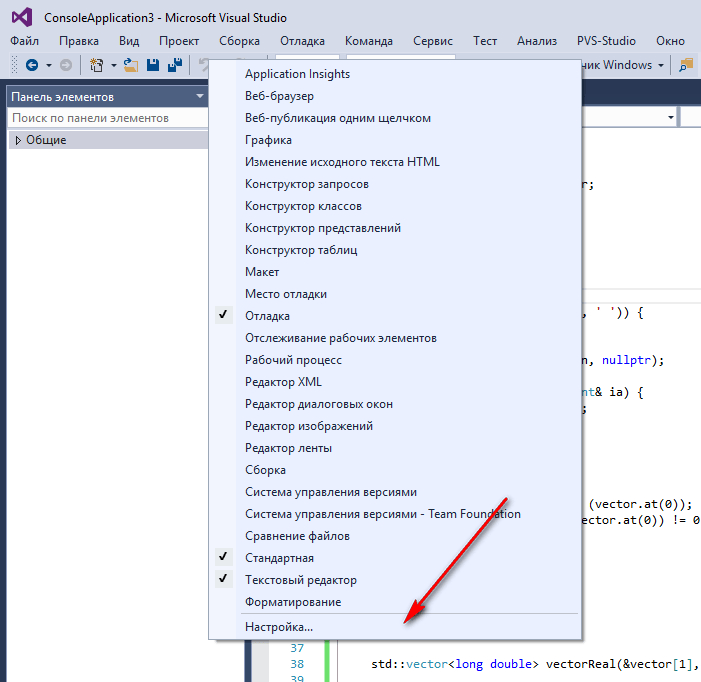 ConsoleApplication3 - Microsoft Visual Studio
Файл Правка Вид Проект Сборка Отладка Команда Сервис Тест Анализ PVS-Studio Окно
Windows
Панель элементов
Поиск по панели элементов
Общие
Application Insights
Веб-браузер
Веб-публикация одним щелчком
Графика
Изменение исходного текста HTML
Конструктор запросов
r;
Конструктор классов
Конструктор представлений
Конструктор таблиц
Макет
Место отладки
Отладка
, ' ')) {
Отслеживание рабочих элементов
Рабочий процесс
n, nullptr);
Редактор XML
nt& ia) {
Редактор диалоговых окон
;
Редактор изображений
Редактор ленты
Сборка
Система управления версиями
(vector.at(0));
Система управления версиями - Team Foundation
ector.at(0)) != 0
Сравнение файлов
Стандартная
Текстовый редактор
Форматирование
Настройка...
37
38 std::vector<long double> vectorReal(&vector[1],
39